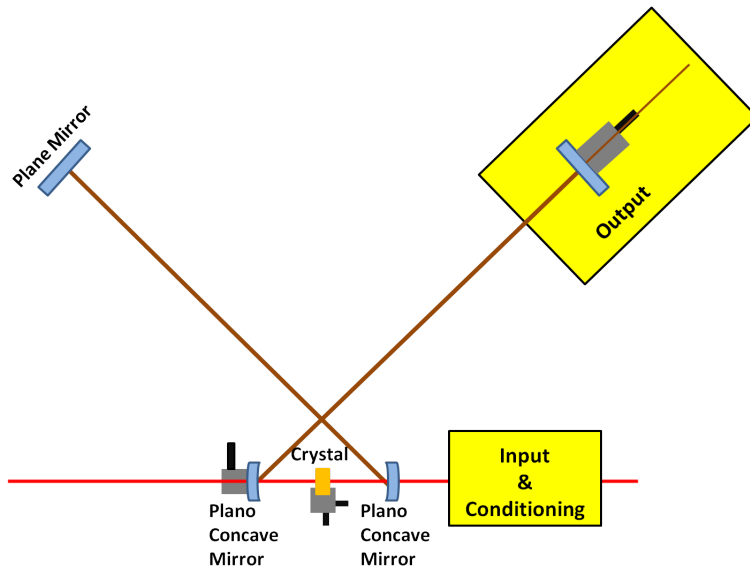 Plane Mirror
Output
Crystal
Plano
Concave
Mirror
Plano
Concave
Mirror
Input
&
Conditioning